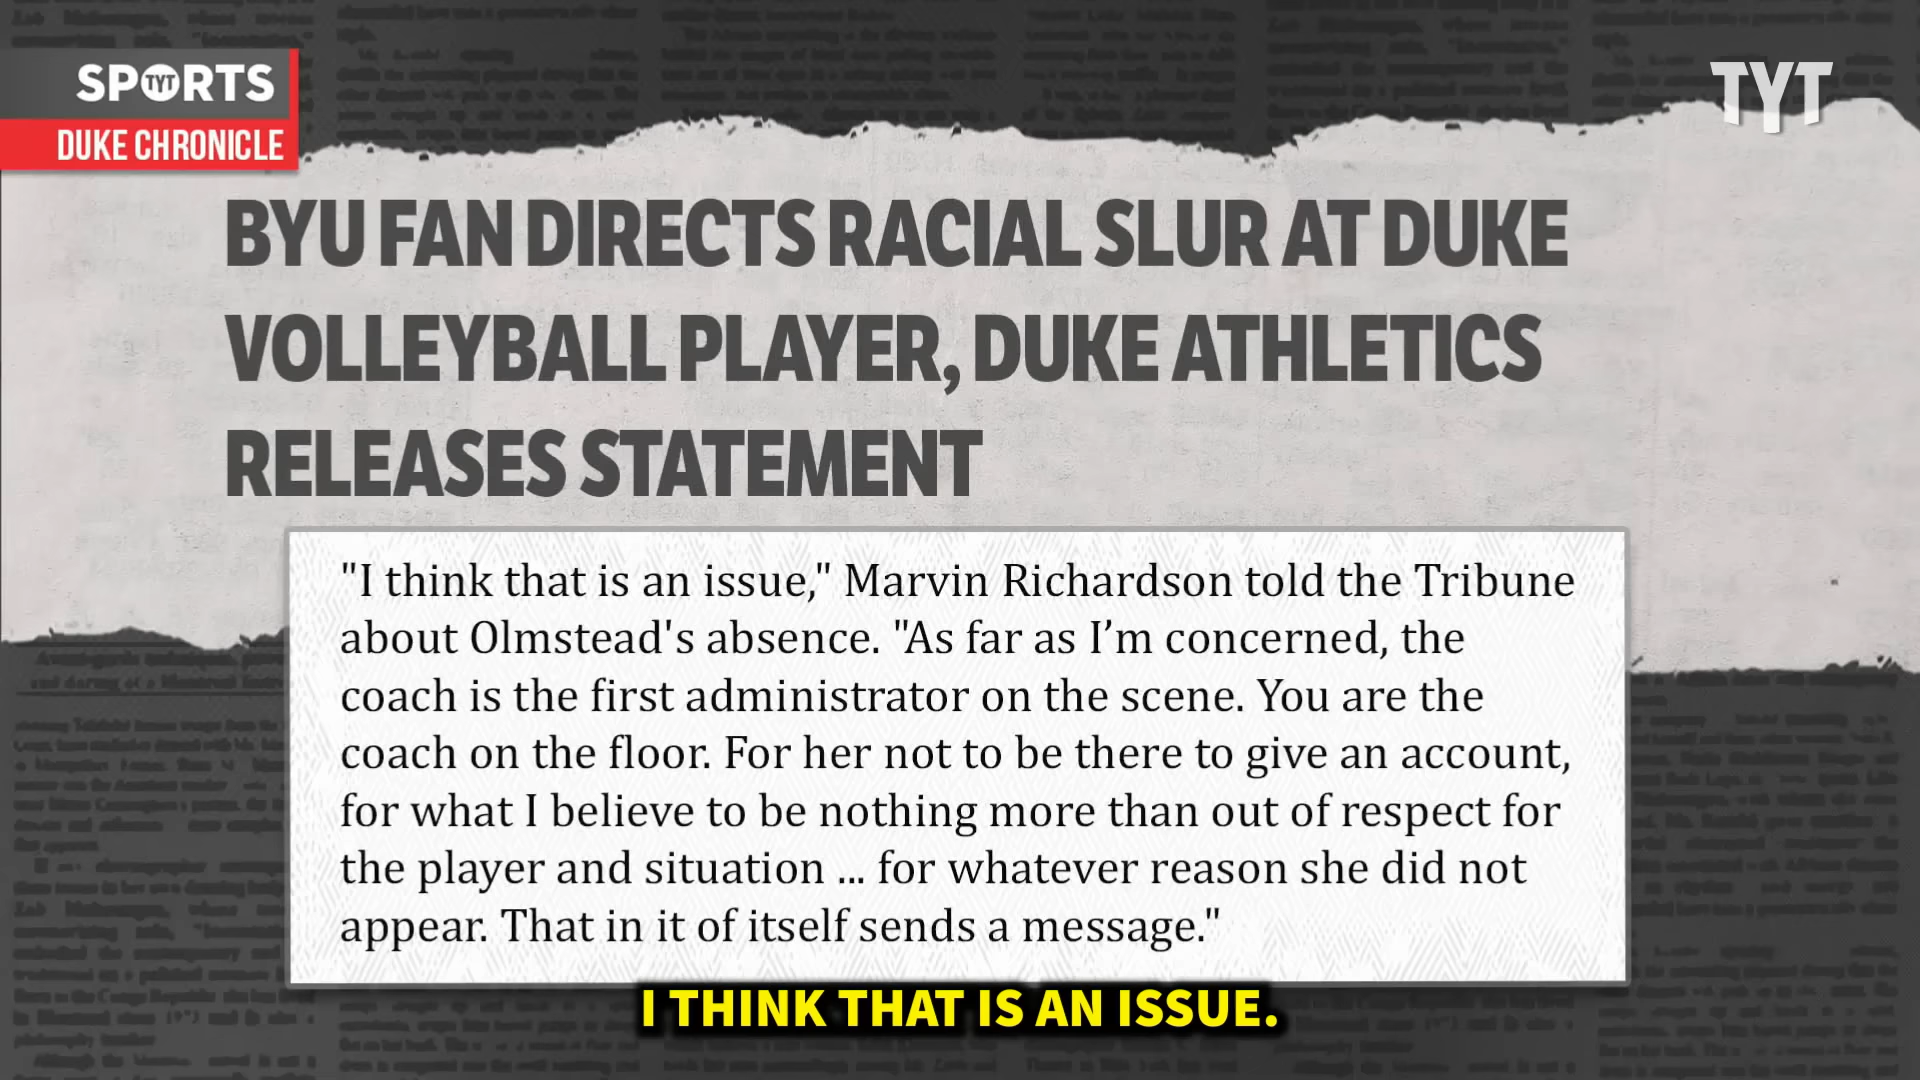 SPORTS
TYT
DUKE CHRONICLE
TYT
BYU FAN DIRECTS RACIAL SLUR AT DUKE
VOLLEYBALL PLAYER, DUKE ATHLETICS
RELEASES STATEMENT
"I think that is an issue," Marvin Richardson told the Tribune
about Olmstead's absence. "As far as I’m concerned, the
coach is the first administrator on the scene. You are the
coach on the floor. For her not to be there to give an account,
for what I believe to be nothing more than out of respect for
the player and situation ... for whatever reason she did not
appear. That in it of itself sends a message."
I THINK THAT IS AN ISSUE.